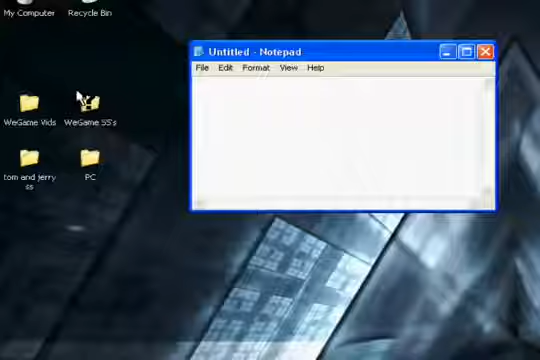 My Computer
Recycle Bin
Untitled - Notepad
File Edit Format View Help
WeGame Vids
WeGame SS's
tom and jerry
ss
PC